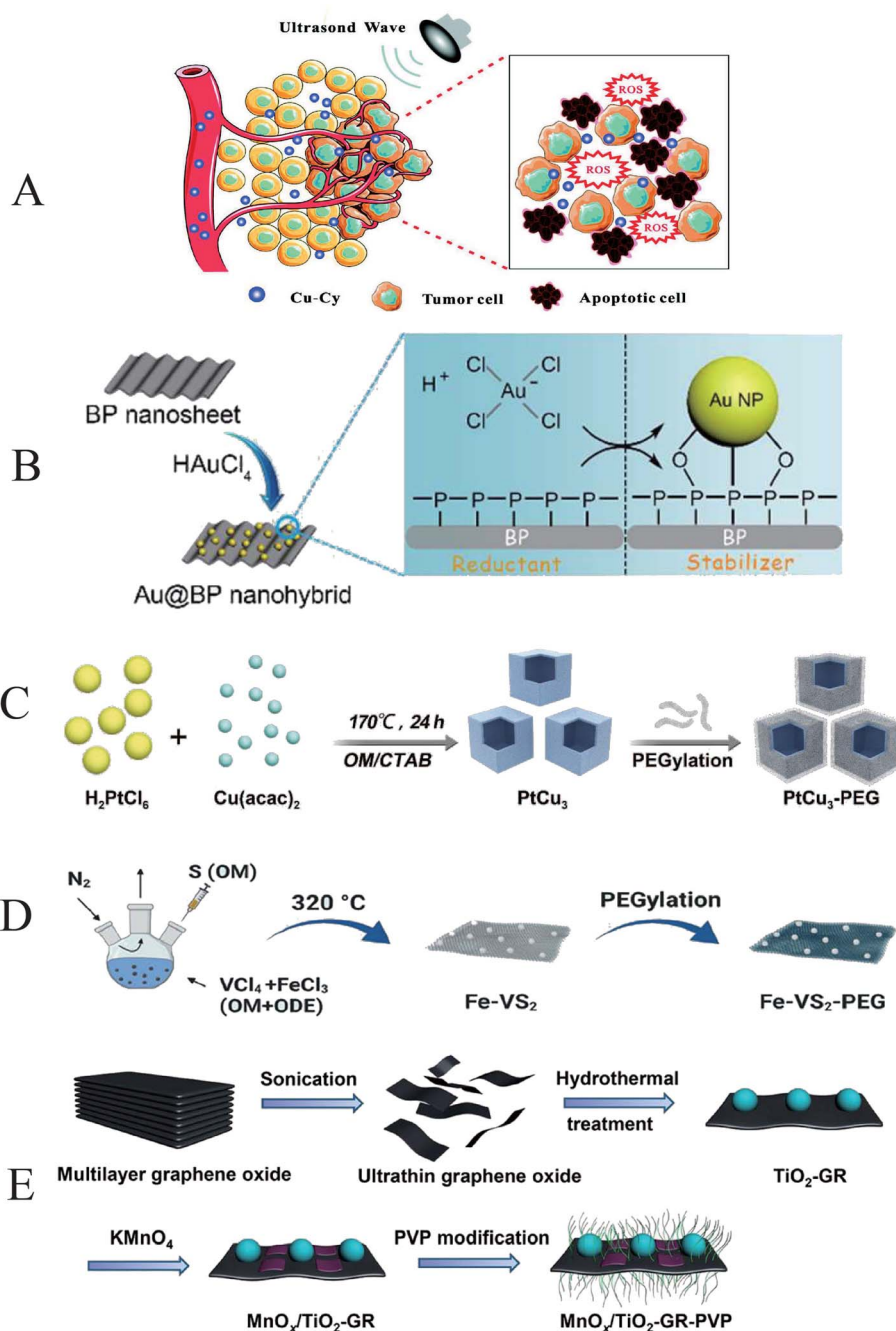 Ultrasond Wave
ROS
ROS
ROS
A
Cu-Cy Tumor cell Apoptotic cell
B
BP nanosheet
HAuCl₄
Au@BP nanohybrid
H⁺
Cl Cl
Au⁻
Cl Cl
P P P P P
BP
Reductant
Au NP
O O
P P P P P
BP
Stabilizer
C
+
170℃, 24 h
OM/CTAB
PEGylation
H₂PtCl₆ Cu(acac)₂ PtCu₃ PtCu₃-PEG
D
N₂
S (OM)
320 °C
PEGylation
VCl₄ +FeCl₃
(OM+ODE)
Fe-VS₂
Fe-VS₂-PEG
E
Sonication
Hydrothermal
treatment
Multilayer graphene oxide Ultrathin graphene oxide TiO₂-GR
KMnO₄ PVP modification
MnOₓ/TiO₂-GR MnOₓ/TiO₂-GR-PVP